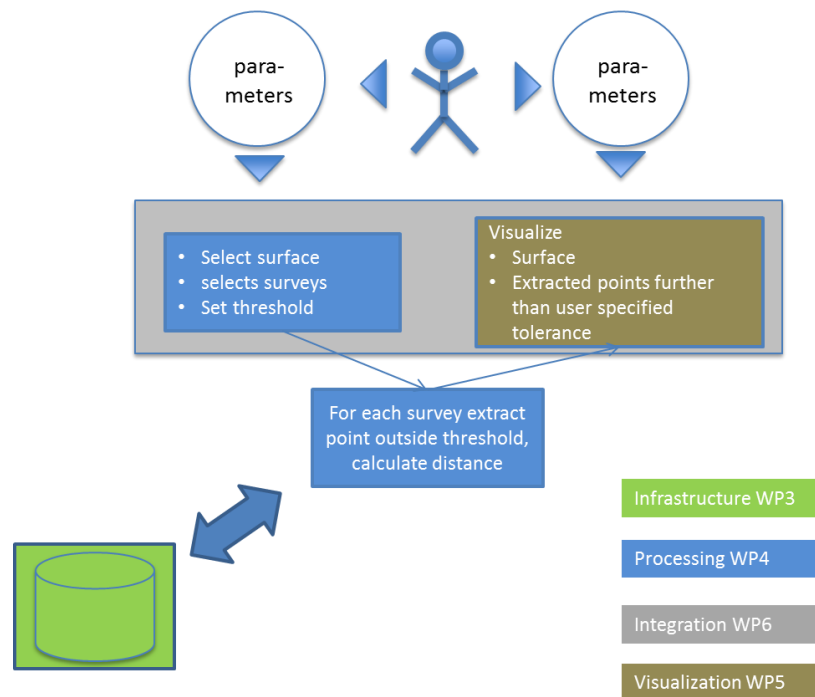 para-
meters
para-
meters
• Select surface
• selects surveys
• Set threshold
Visualize
• Surface
• Extracted points further
than user specified
tolerance
For each survey extract
point outside threshold,
calculate distance
Infrastructure WP3
Processing WP4
Integration WP6
Visualization WP5